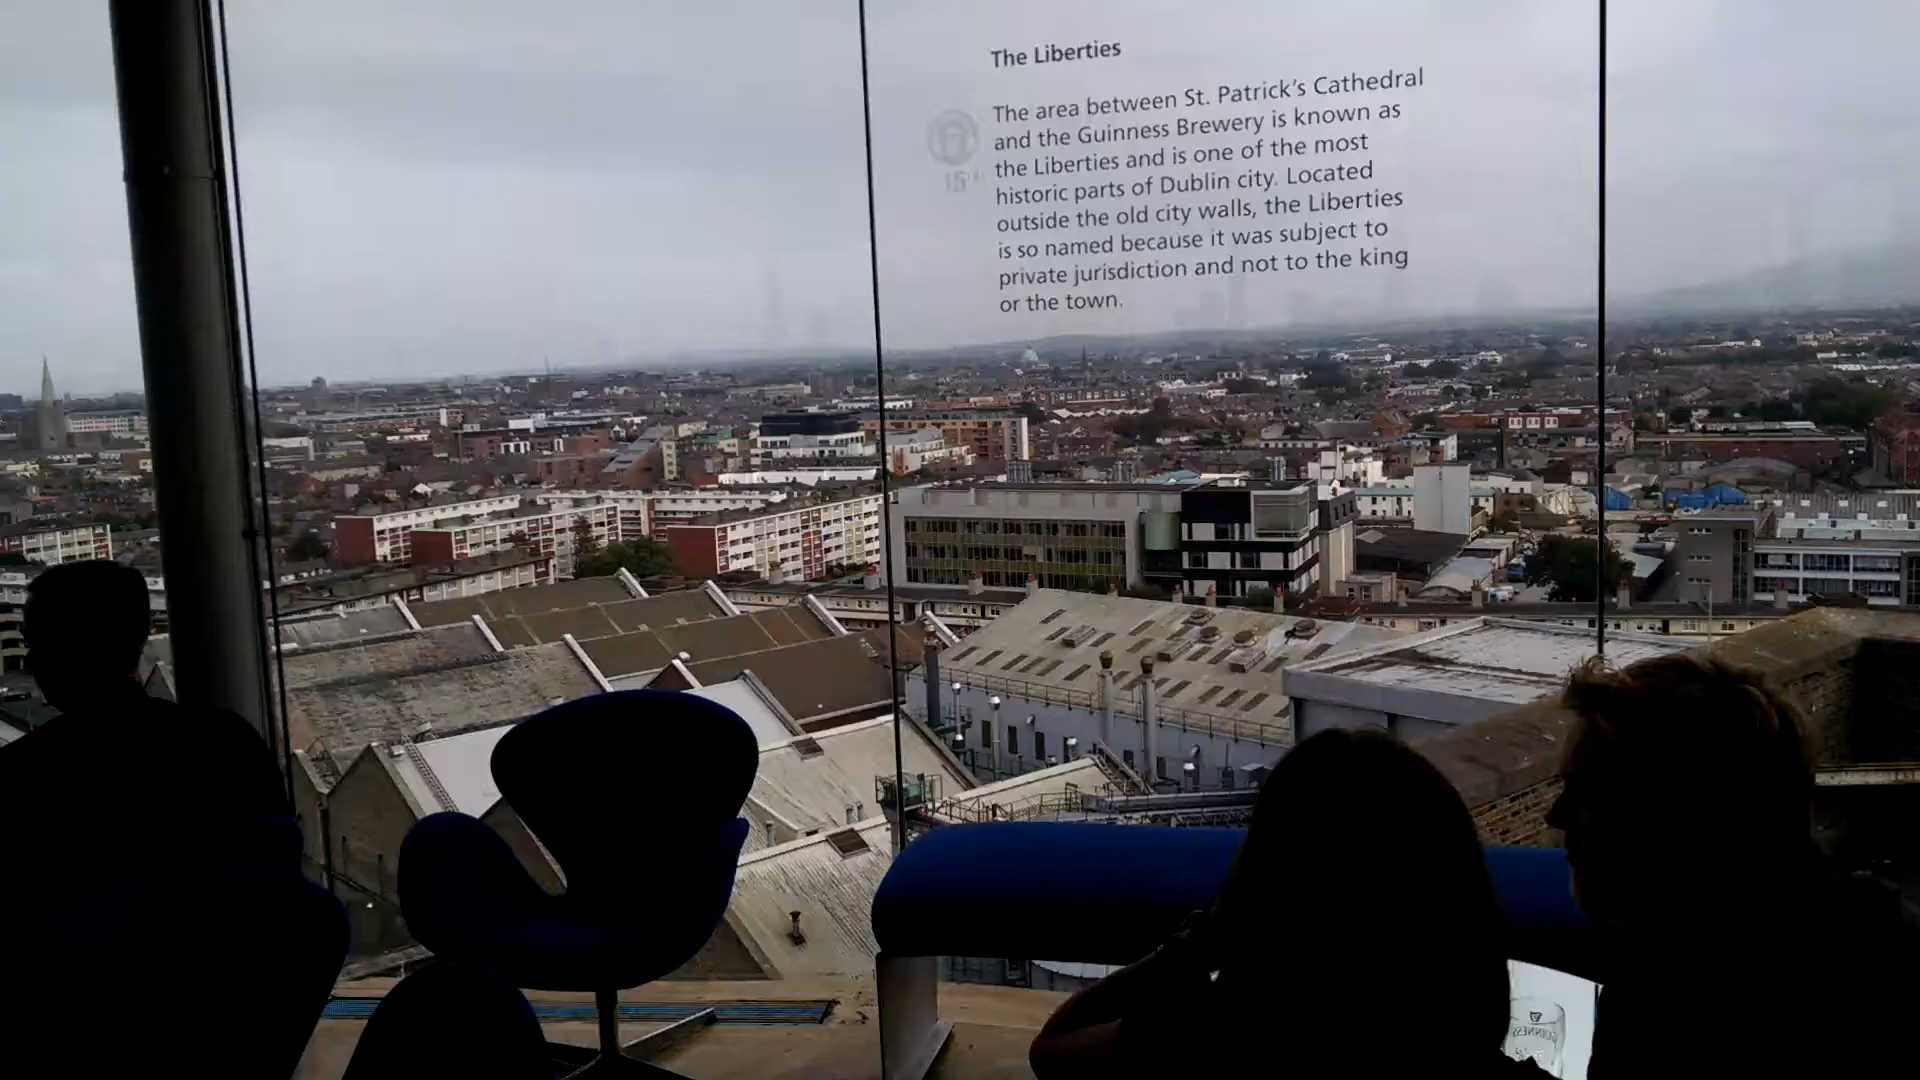 The Liberties
The area between St. Patrick's Cathedral
and the Guinness Brewery is known as
the Liberties and is one of the most
historic parts of Dublin city. Located
outside the old city walls, the Liberties
is so named because it was subject to
private jurisdiction and not to the king
or the town.
GUINNESS